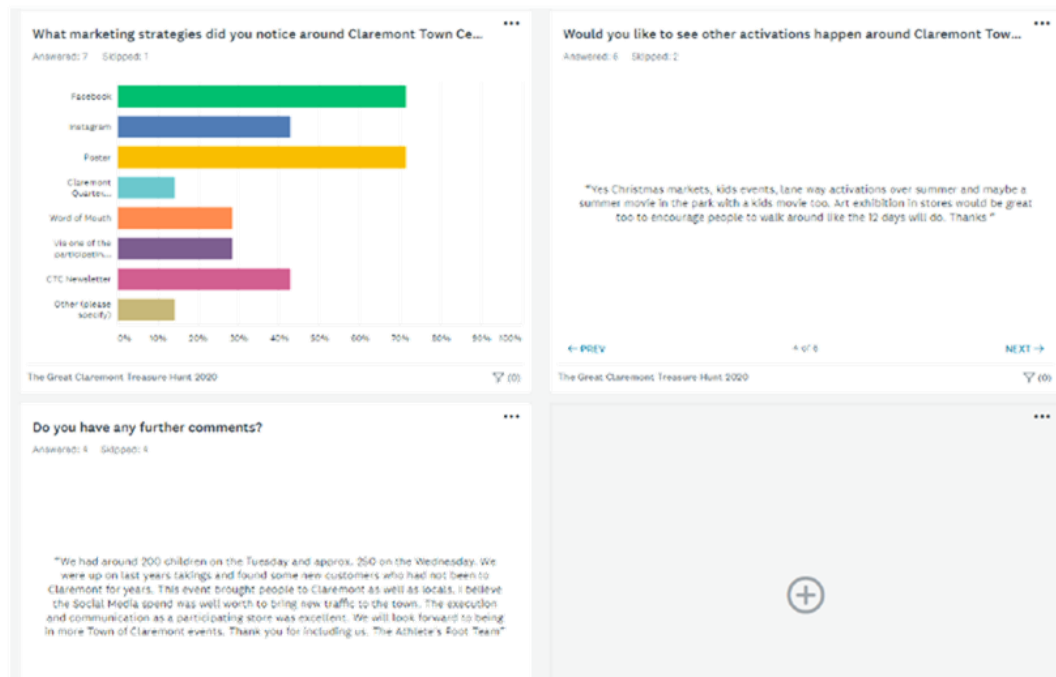 What marketing strategies did you notice around Claremont Town Ce...
Answered: 7 Skipped: 1
Facebook
Instagram
Poster
Claremont
Quarter...
Word of Mouth
Via one of the
participatin...
CTC Newsletter
Other (please
specify)
0% 10% 20% 30% 40% 50% 60% 70% 80% 90% 100%
The Great Claremont Treasure Hunt 2020
(0)
Would you like to see other activations happen around Claremont Tow...
Answered: 6 Skipped: 2
"Yes Christmas markets, kids events, lane way activations over summer and maybe a
summer movie in the park with a kids movie too. Art exhibition in stores would be great
too to encourage people to walk around like the 12 days will do. Thanks "
← PREV
4 of 6
NEXT →
The Great Claremont Treasure Hunt 2020
(0)
Do you have any further comments?
Answered: 4 Skipped: 4
"We had around 200 children on the Tuesday and approx. 250 on the Wednesday. We
were up on last years takings and found some new customers who had not been to
Claremont for years. This event brought people to Claremont as well as locals. I believe
the Social Media spend was well worth to bring new traffic to the town. The execution
and communication as a participating store was excellent. We will look forward to being
in more Town of Claremont events. Thank you for including us. The Athlete's Foot Team"